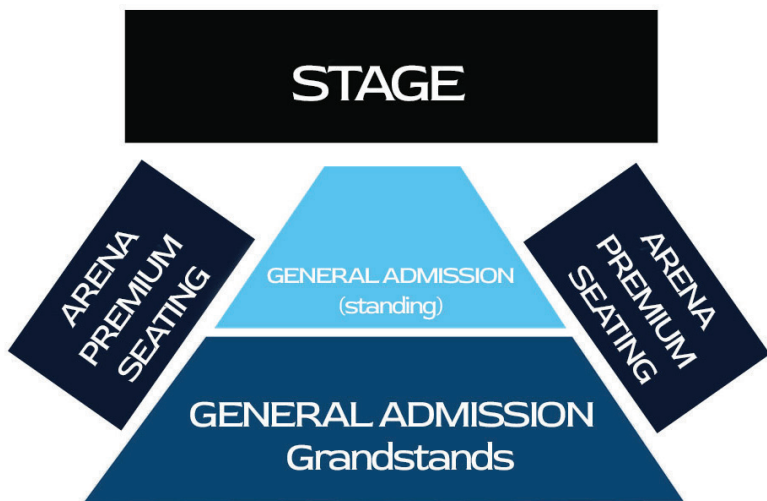 STAGE
ARENA
PREMIUM
SEATING
GENERAL ADMISSION
(standing)
ARENA
PREMIUM
SEATING
GENERAL ADMISSION
Grandstands